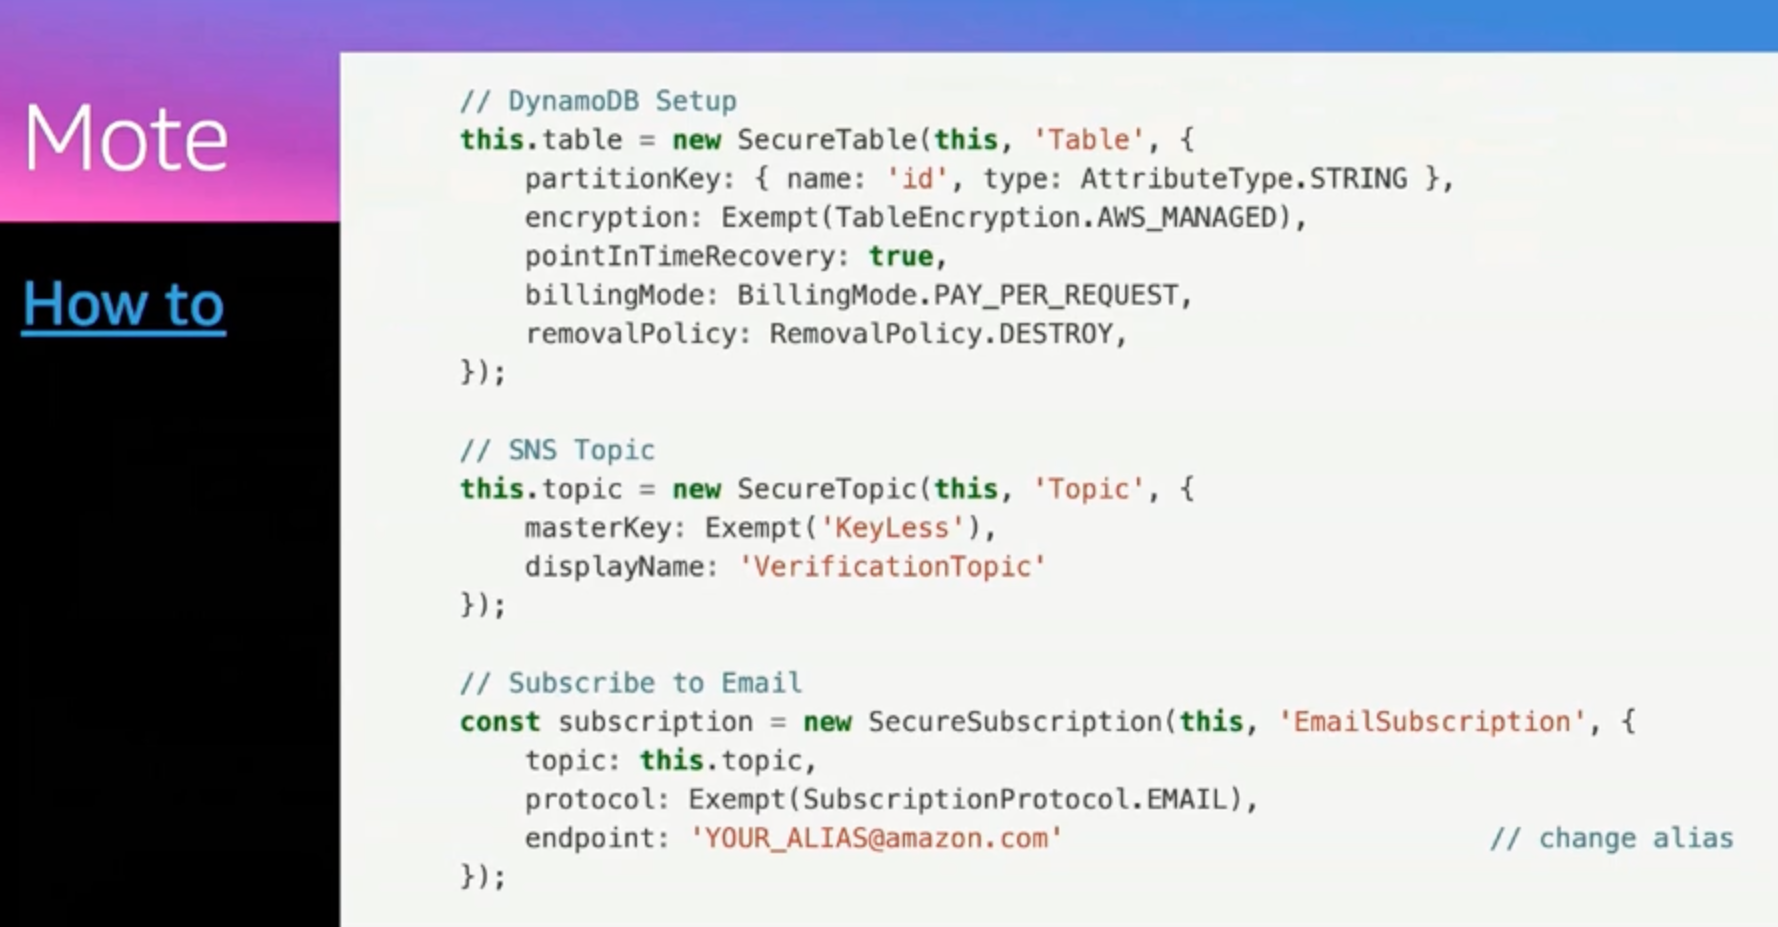 Mote
How to
// DynamoDB Setup
this.table = new SecureTable(this, 'Table', {
    partitionKey: { name: 'id', type: AttributeType.STRING },
    encryption: Exempt(TableEncryption.AWS_MANAGED),
    pointInTimeRecovery: true,
    billingMode: BillingMode.PAY_PER_REQUEST,
    removalPolicy: RemovalPolicy.DESTROY,
});
// SNS Topic
this.topic = new SecureTopic(this, 'Topic', {
    masterKey: Exempt('KeyLess'),
    displayName: 'VerificationTopic'
});
// Subscribe to Email
const subscription = new SecureSubscription(this, 'EmailSubscription', {
    topic: this.topic,
    protocol: Exempt(SubscriptionProtocol.EMAIL),
    endpoint: 'YOUR_ALIAS@amazon.com' // change alias
});